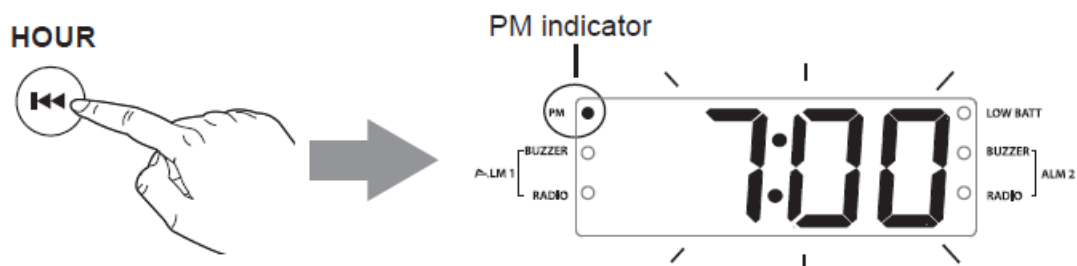 HOUR
PM indicator
PM
7:00
LOW BATT
BUZZER
BUZZER
ALM 1
ALM 2
RADIO
RADIO